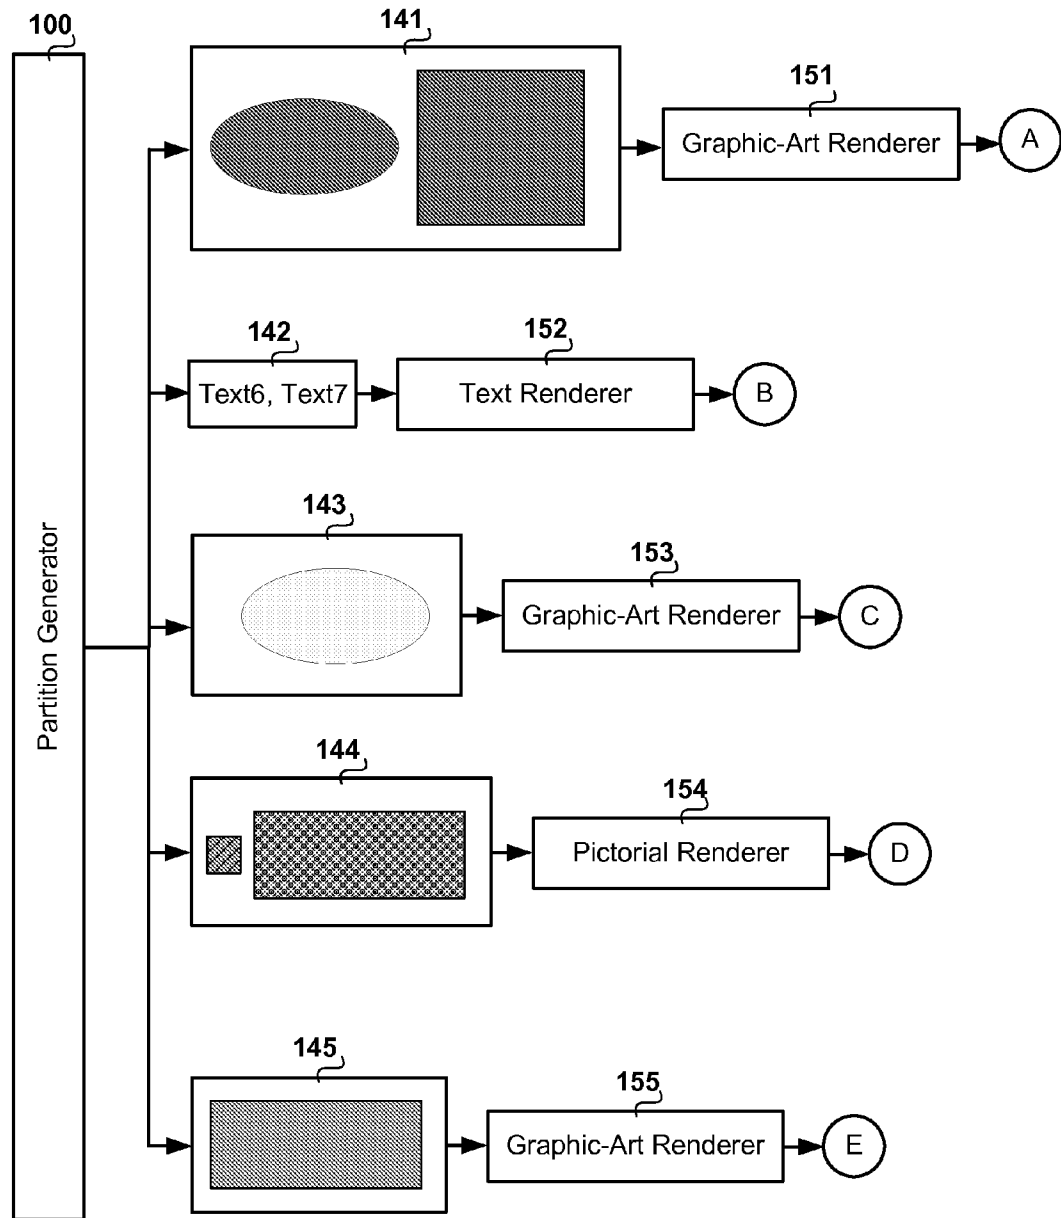 100
141
151
Graphic-Art Renderer
A
142
152
Text6, Text7
Text Renderer
B
Partition Generator
143
153
Graphic-Art Renderer
C
144
154
Pictorial Renderer
D
145
155
Graphic-Art Renderer
E